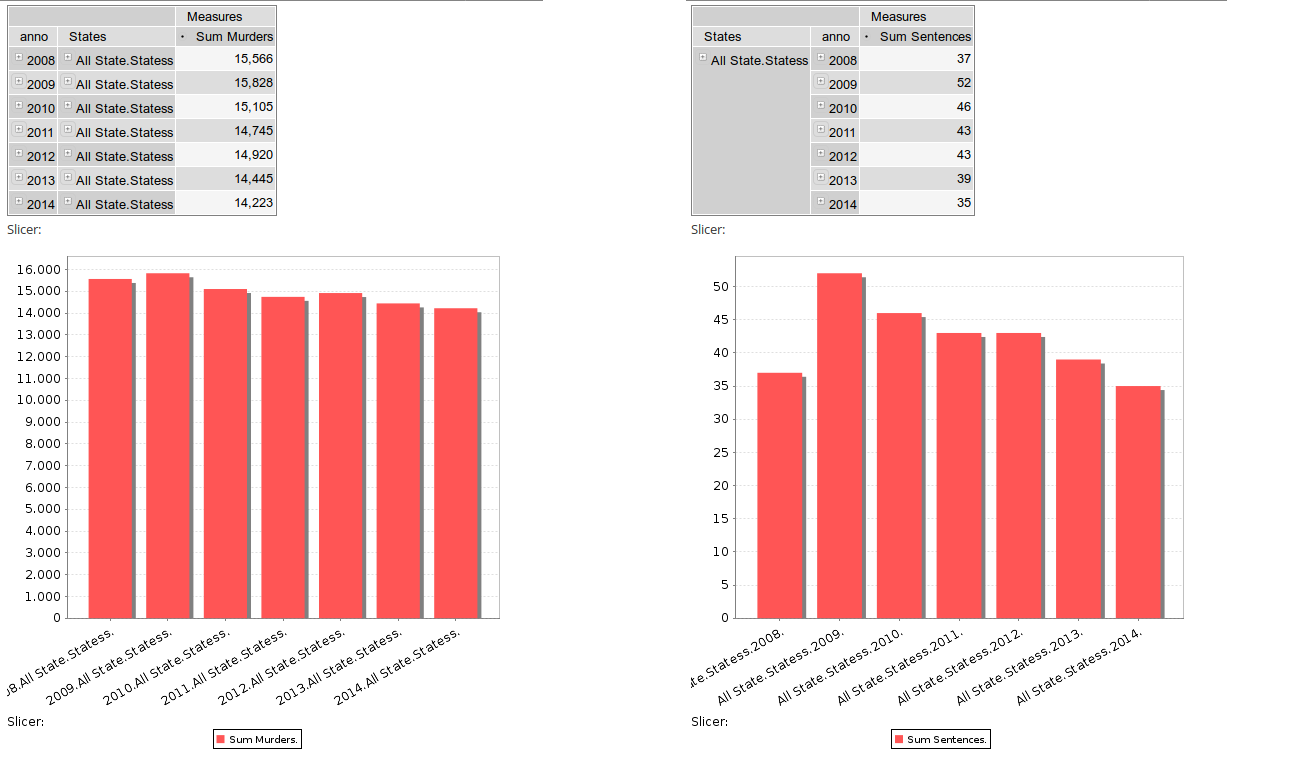 Measures
anno States • Sum Murders
2008 All State.Statess 15,566
2009 All State.Statess 15,828
2010 All State.Statess 15,105
2011 All State.Statess 14,745
2012 All State.Statess 14,920
2013 All State.Statess 14,445
2014 All State.Statess 14,223
Slicer:
16.000
15.000
14.000
13.000
12.000
11.000
10.000
9.000
8.000
7.000
6.000
5.000
4.000
3.000
2.000
1.000
0
08.All State.Statess.
2009.All State.Statess.
2010.All State.Statess.
2011.All State.Statess.
2012.All State.Statess.
2013.All State.Statess.
2014.All State.Statess.
Slicer:
Sum Murders.
Measures
States anno • Sum Sentences
All State.Statess 2008 37
2009 52
2010 46
2011 43
2012 43
2013 39
2014 35
Slicer:
50
45
40
35
30
25
20
15
10
5
0
te.Statess.2008.
All State.Statess.2009.
All State.Statess.2010.
All State.Statess.2011.
All State.Statess.2012.
All State.Statess.2013.
All State.Statess.2014.
Slicer:
Sum Sentences.